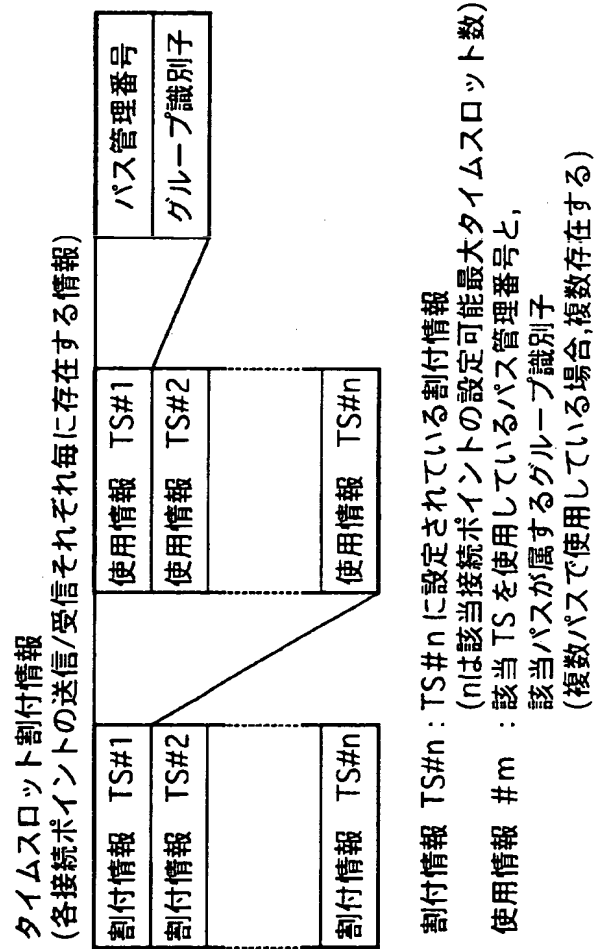 タイムスロット割付情報
(各接続ポイントの送信/受信それぞれ毎に存在する情報)
割付情報 TS#1
割付情報 TS#2
割付情報 TS#n
使用情報 TS#1
使用情報 TS#2
使用情報 TS#n
パス管理番号
グループ識別子
割付情報 TS#n : TS#nに設定されている割付情報
(nは該当接続ポイントの設定可能最大タイムスロット数)
使用情報 #m : 該当TSを使用しているパス管理番号と,
該当パスが属するグループ識別子
(複数パスで使用している場合,複数存在する)